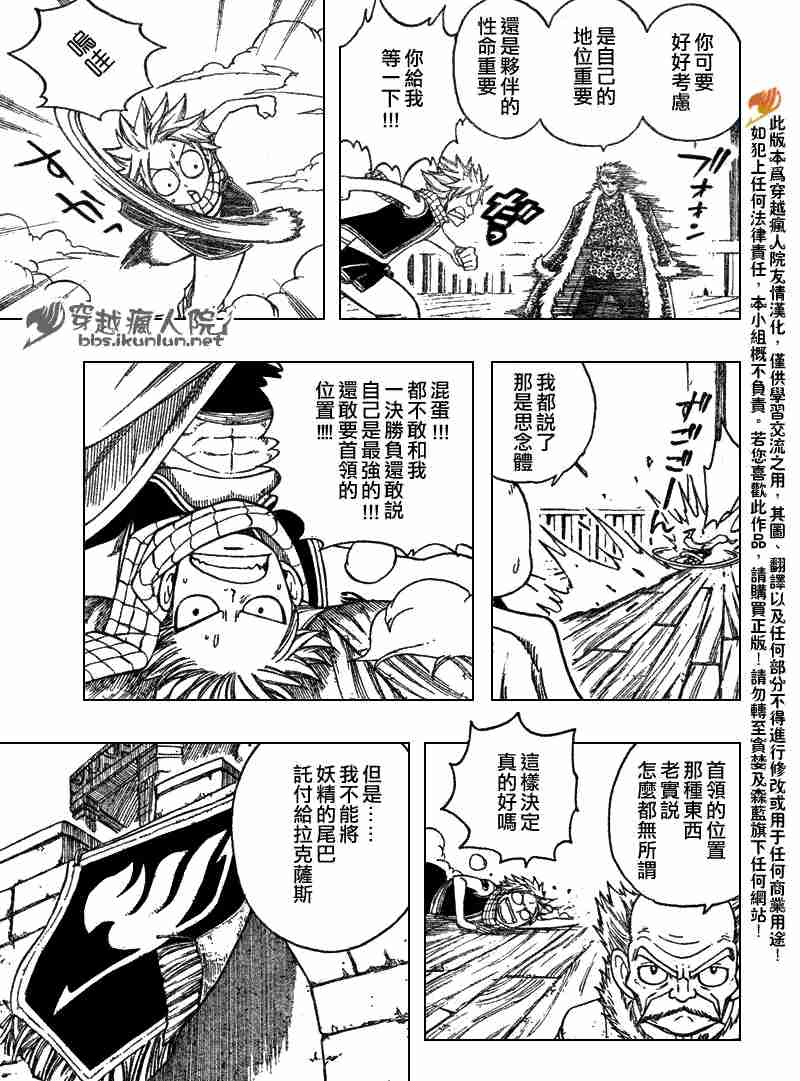 你可要
好好考慮
是自己的
地位重要
還是夥伴的
性命重要
你給我
等一下!!!
我都說了
那是思念體
混蛋!!!
都不敢和我
一決勝負還敢說
自己是最強的!!!
還敢要首領的
位置!!!!
首領的位置
那種東西
老實說
怎麼都無所謂
這樣決定
真的好嗎
但是……
我不能將
妖精的尾巴
託付給拉克薩斯
穿越瘋人院
bbs.ikunlun.net
此版本爲穿越瘋人院友情漢化，僅供學習交流之用，其圖、翻譯以及任何部分不得進行修改或用于任何商業用途！
如犯上任何法律責任，本小組概不負責。若您喜歡此作品，請購買正版！請勿轉至貪婪及森藍旗下任何網站！